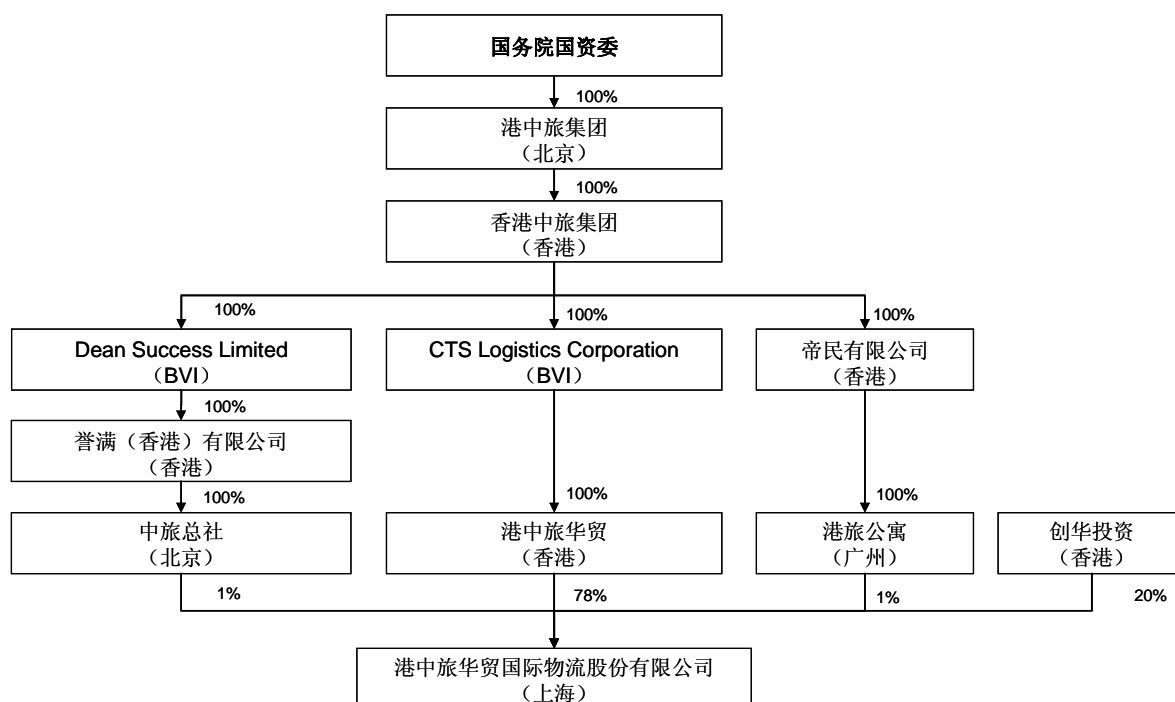 国务院国资委
100%
港中旅集团
（北京）
100%
香港中旅集团
（香港）
100%
100%
100%
Dean Success Limited
（BVI）
CTS Logistics Corporation
（BVI）
帝民有限公司
（香港）
100%
誉满（香港）有限公司
（香港）
100%
100%
100%
中旅总社
（北京）
港中旅华贸
（香港）
港旅公寓
（广州）
创华投资
（香港）
1%
78%
1%
20%
港中旅华贸国际物流股份有限公司
（上海）